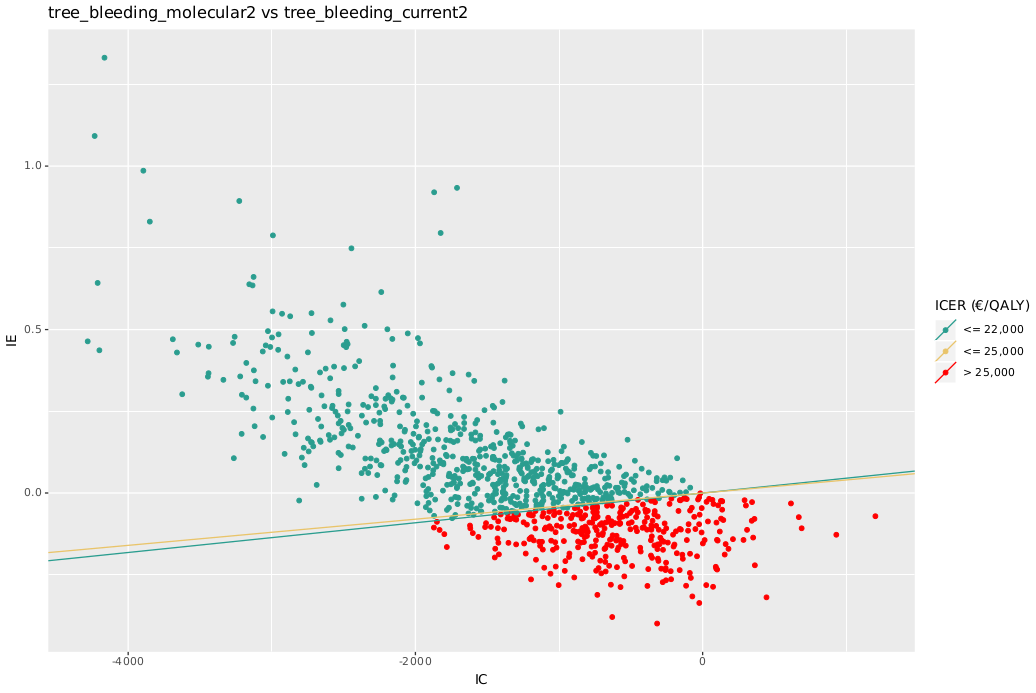 tree_bleeding_molecular2 vs tree_bleeding_current2
1.0
0.5
0.0
IE
-4000
-2000
0
IC
ICER (€/QALY)
<= 22,000
<= 25,000
> 25,000